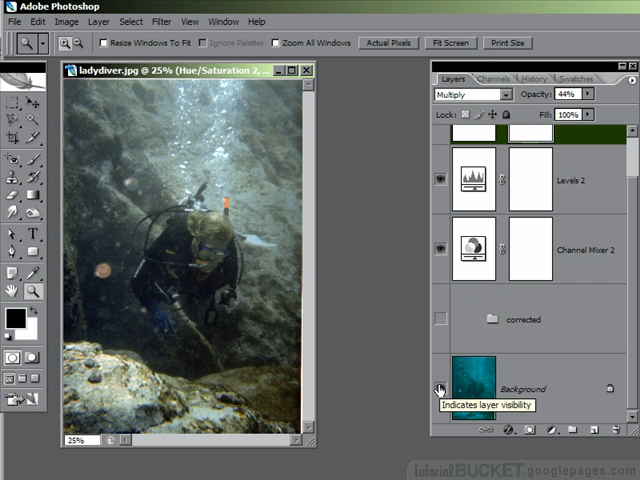 Adobe Photoshop
File Edit Image Layer Select Filter View Window Help
Resize Windows To Fit Ignore Palettes Zoom All Windows Actual Pixels Fit Screen Print Size
ladydiver.jpg @ 25% (Hue/Saturation 2, ...
Layers Channels History Swatches
Multiply Opacity: 44%
Lock: Fill: 100%
Levels 2
Channel Mixer 2
corrected
Background
Indicates layer visibility
25%
tutorialBUCKET.googlepages.com